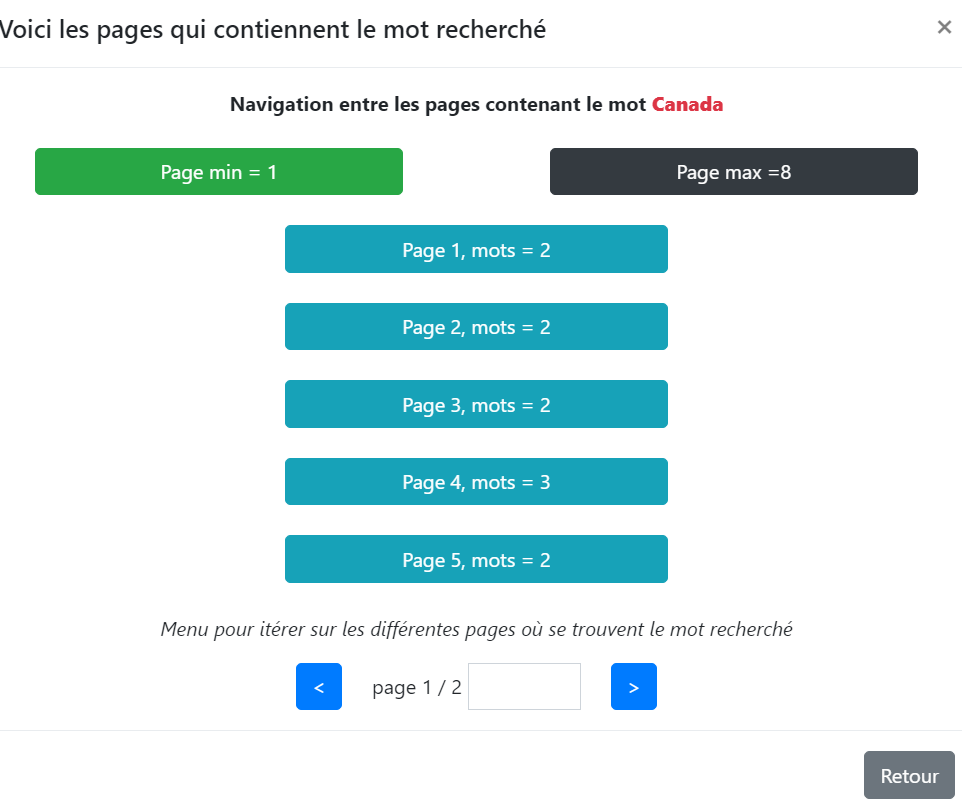 Voici les pages qui contiennent le mot recherché ×
Navigation entre les pages contenant le mot Canada
Page min = 1 Page max =8
Page 1, mots = 2
Page 2, mots = 2
Page 3, mots = 2
Page 4, mots = 3
Page 5, mots = 2
Menu pour itérer sur les différentes pages où se trouvent le mot recherché
< page 1 / 2 >
Retour